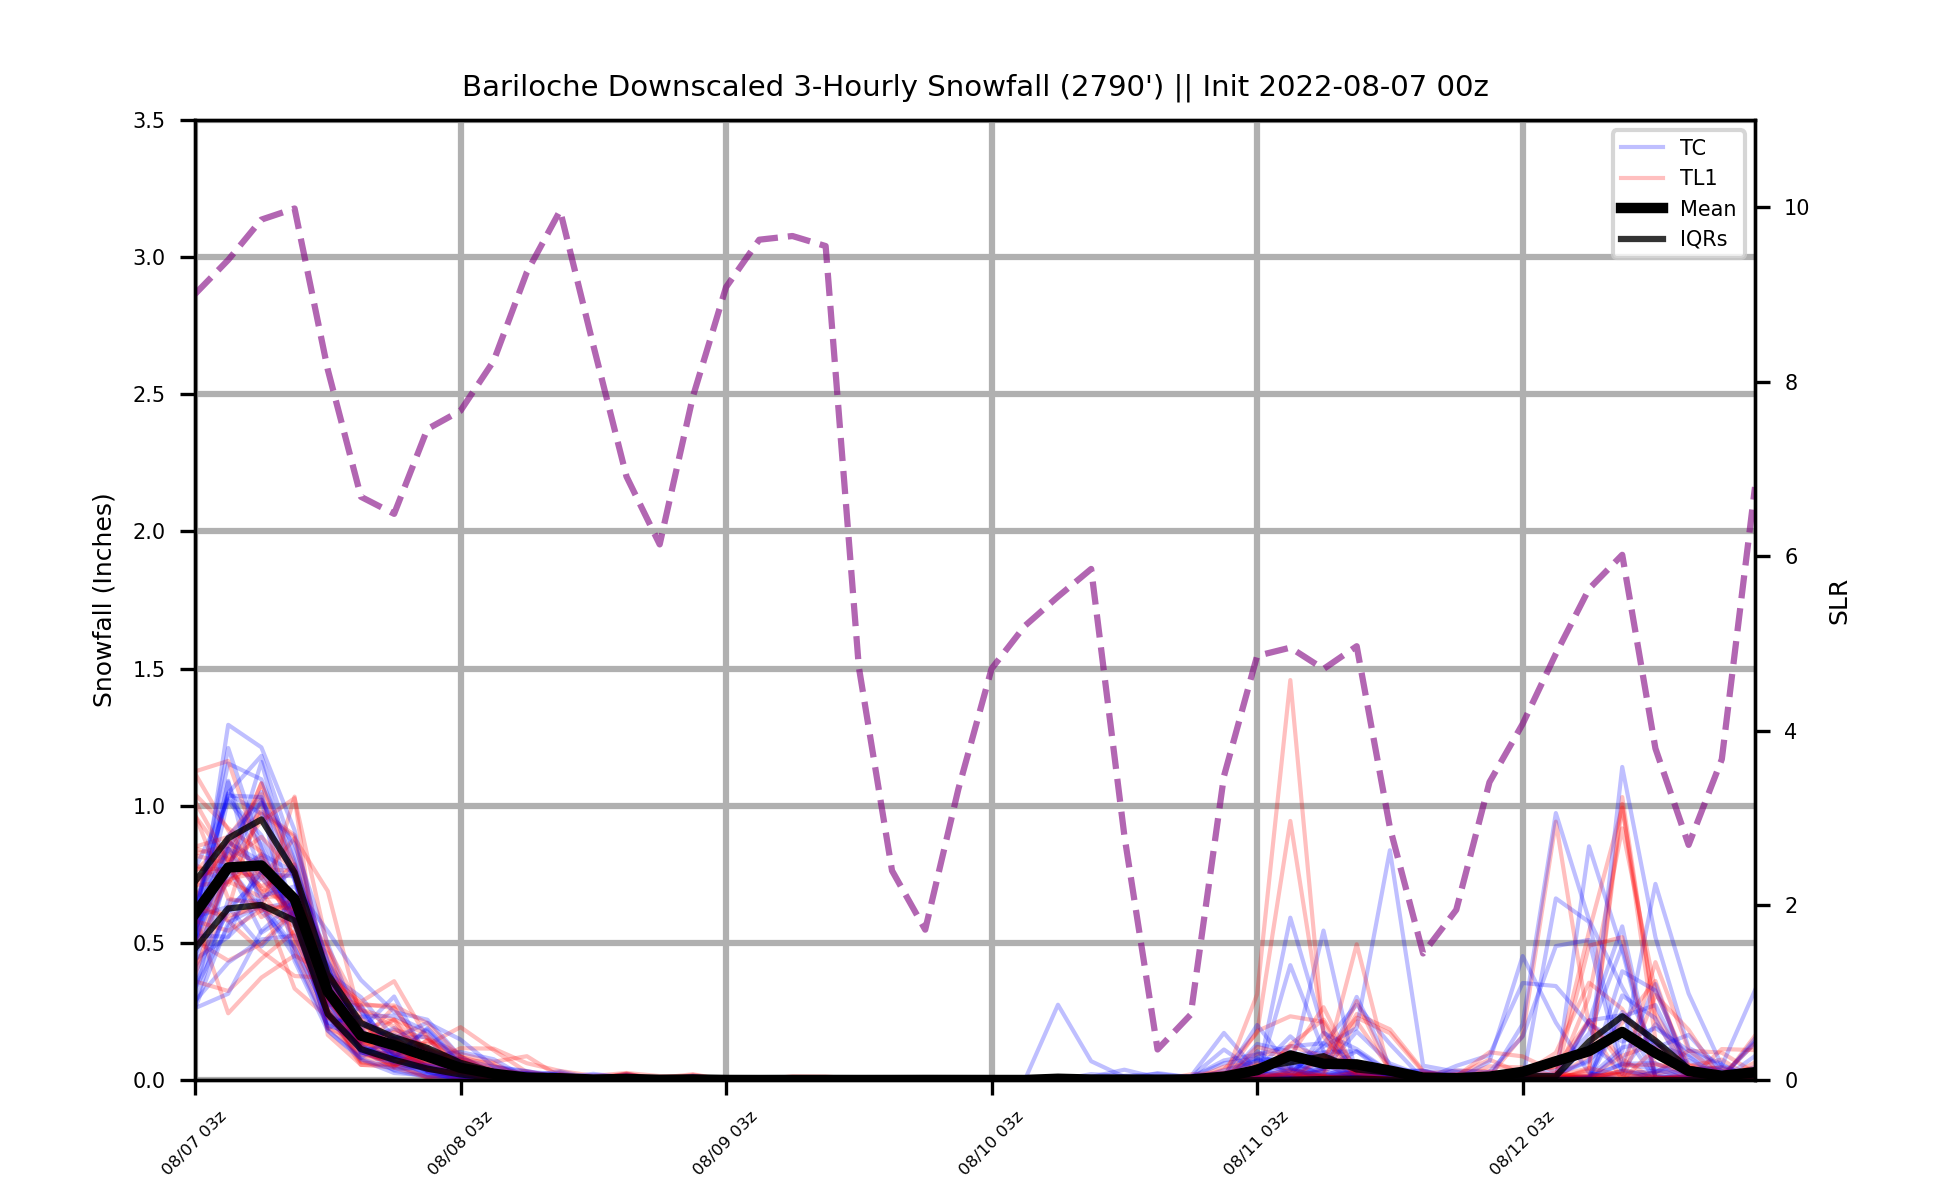 Bariloche Downscaled 3-Hourly Snowfall (2790') || Init 2022-08-07 00z
TC
TL1
Mean
IQRs
3.5
3.0
2.5
2.0
1.5
1.0
0.5
0.0
Snowfall (Inches)
10
8
6
4
2
0
SLR
08/07 03z
08/08 03z
08/09 03z
08/10 03z
08/11 03z
08/12 03z